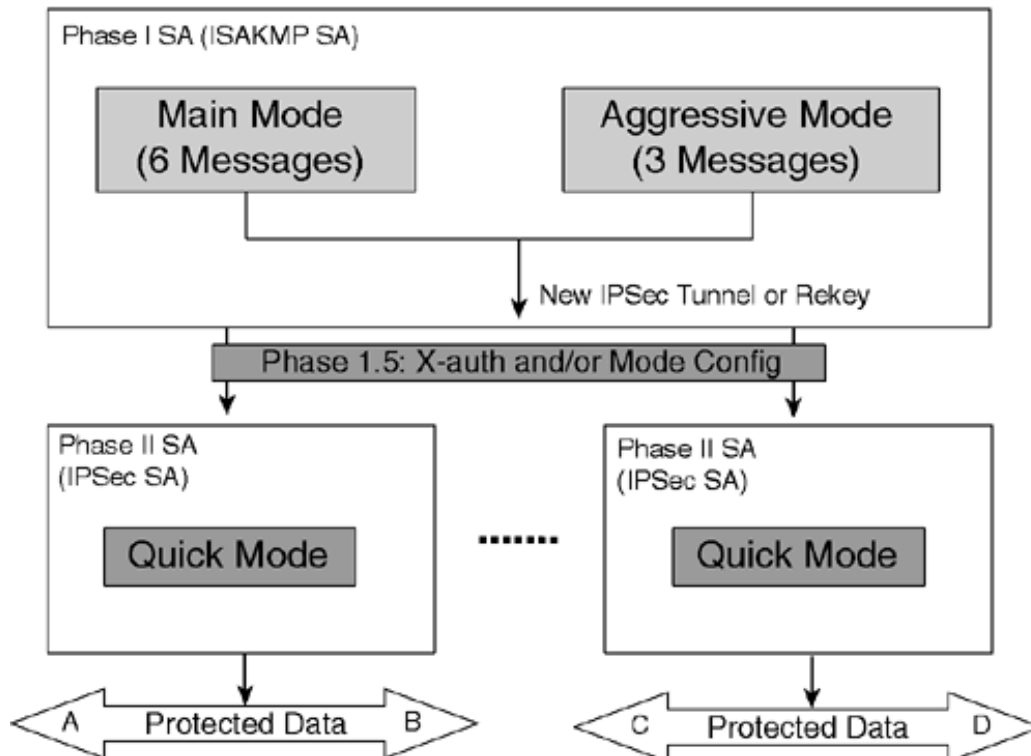 Phase I SA (ISAKMP SA)
Main Mode
(6 Messages)
Aggressive Mode
(3 Messages)
New IPSec Tunnel or Rekey
Phase 1.5: X-auth and/or Mode Config
Phase II SA
(IPSec SA)
Quick Mode
.......
Phase II SA
(IPSec SA)
Quick Mode
A
Protected Data
B
C
Protected Data
D